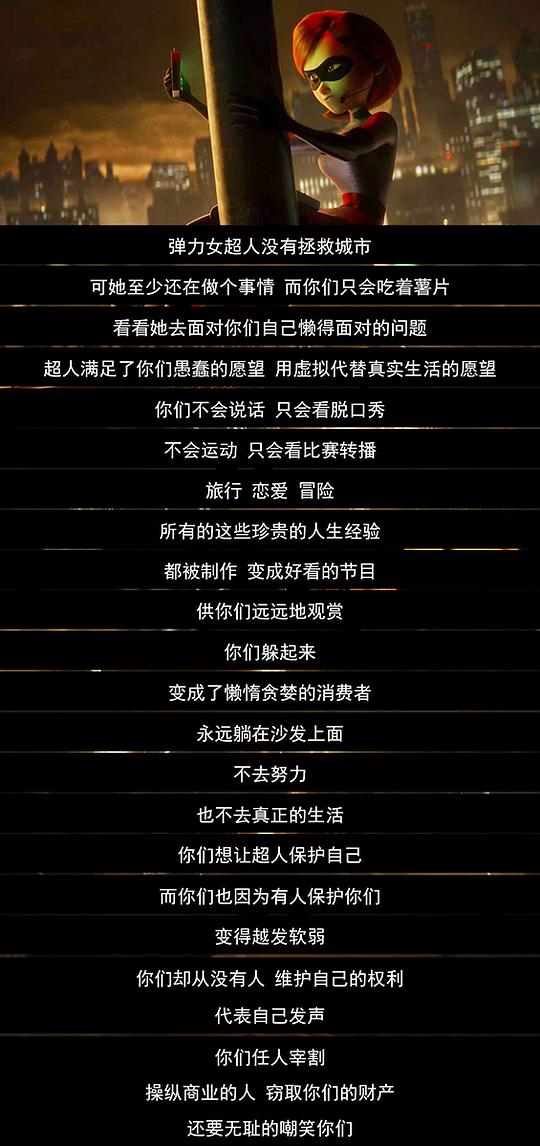 弹力女超人没有拯救城市
可她至少还在做个事情 而你们只会吃着薯片
看看她去面对你们自己懒得面对的问题
超人满足了你们愚蠢的愿望 用虚拟代替真实生活的愿望
你们不会说话 只会看脱口秀
不会运动 只会看比赛转播
旅行 恋爱 冒险
所有的这些珍贵的人生经验
都被制作 变成好看的节目
供你们远远地观赏
你们躲起来
变成了懒惰贪婪的消费者
永远躺在沙发上面
不去努力
也不去真正的生活
你们想让超人保护自己
而你们也因为有人保护你们
变得越发软弱
你们却从没有人 维护自己的权利
代表自己发声
你们任人宰割
操纵商业的人 窃取你们的财产
还要无耻的嘲笑你们